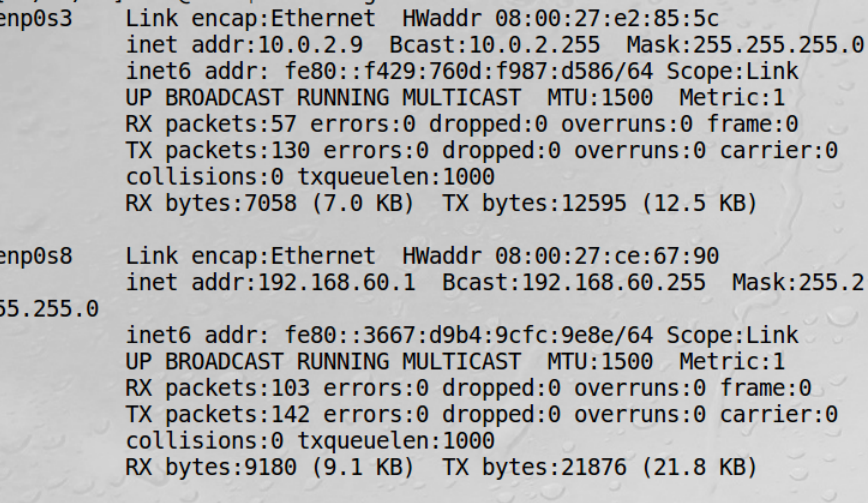 enp0s3 Link encap:Ethernet HWaddr 08:00:27:e2:85:5c
inet addr:10.0.2.9 Bcast:10.0.2.255 Mask:255.255.255.0
inet6 addr: fe80::f429:760d:f987:d586/64 Scope:Link
UP BROADCAST RUNNING MULTICAST MTU:1500 Metric:1
RX packets:57 errors:0 dropped:0 overruns:0 frame:0
TX packets:130 errors:0 dropped:0 overruns:0 carrier:0
collisions:0 txqueuelen:1000
RX bytes:7058 (7.0 KB) TX bytes:12595 (12.5 KB)
enp0s8 Link encap:Ethernet HWaddr 08:00:27:ce:67:90
inet addr:192.168.60.1 Bcast:192.168.60.255 Mask:255.2
55.255.0
inet6 addr: fe80::3667:d9b4:9cfc:9e8e/64 Scope:Link
UP BROADCAST RUNNING MULTICAST MTU:1500 Metric:1
RX packets:103 errors:0 dropped:0 overruns:0 frame:0
TX packets:142 errors:0 dropped:0 overruns:0 carrier:0
collisions:0 txqueuelen:1000
RX bytes:9180 (9.1 KB) TX bytes:21876 (21.8 KB)